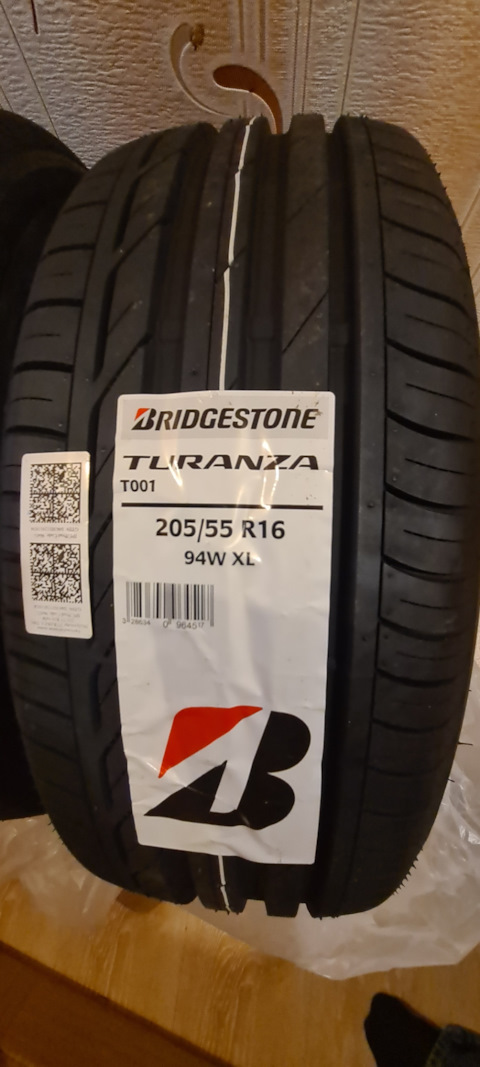 BRIDGESTONE
TURANZA
T001
205/55 R16
94W XL